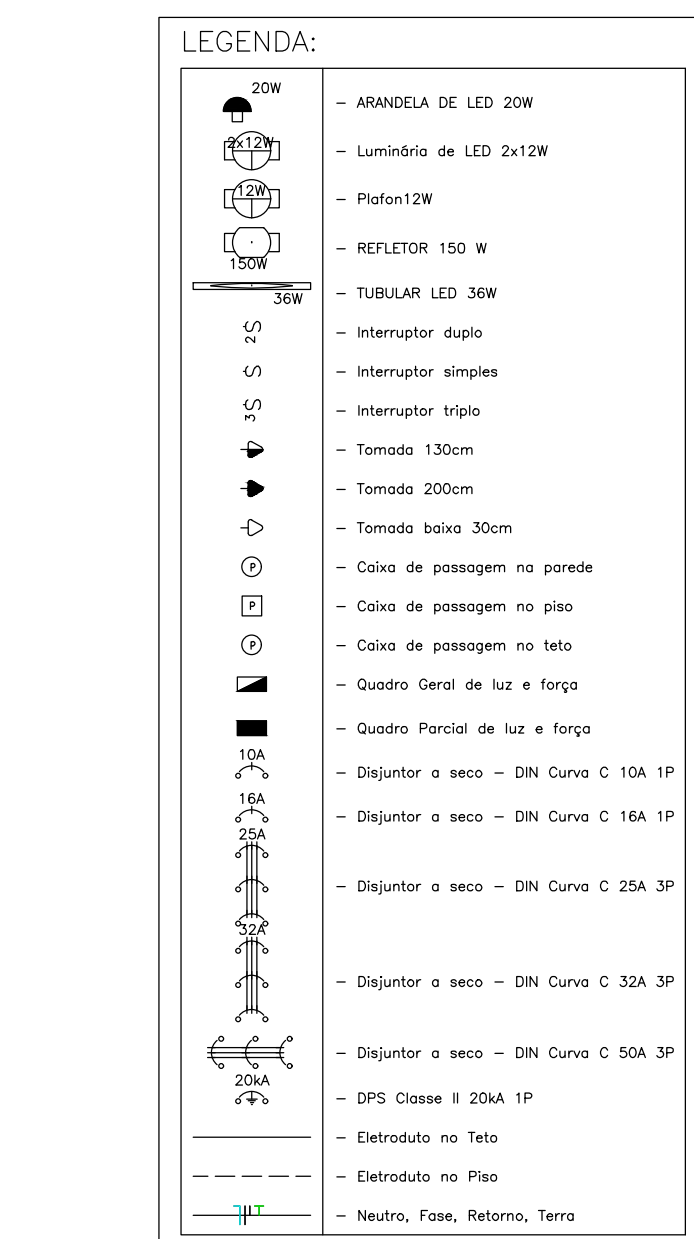 LEGENDA:
20W
– ARANDELA DE LED 20W
2x12W
– Luminária de LED 2x12W
12W
– Plafon12W
– REFLETOR 150 W
150W
– TUBULAR LED 36W
36W
2S
– Interruptor duplo
S
– Interruptor simples
3S
– Interruptor triplo
– Tomada 130cm
– Tomada 200cm
– Tomada baixa 30cm
P
– Caixa de passagem na parede
P
– Caixa de passagem no piso
P
– Caixa de passagem no teto
– Quadro Geral de luz e força
– Quadro Parcial de luz e força
10A
– Disjuntor a seco – DIN Curva C 10A 1P
16A
– Disjuntor a seco – DIN Curva C 16A 1P
25A
– Disjuntor a seco – DIN Curva C 25A 3P
32A
– Disjuntor a seco – DIN Curva C 32A 3P
– Disjuntor a seco – DIN Curva C 50A 3P
20kA
– DPS Classe II 20kA 1P
– Eletroduto no Teto
– Eletroduto no Piso
– Neutro, Fase, Retorno, Terra